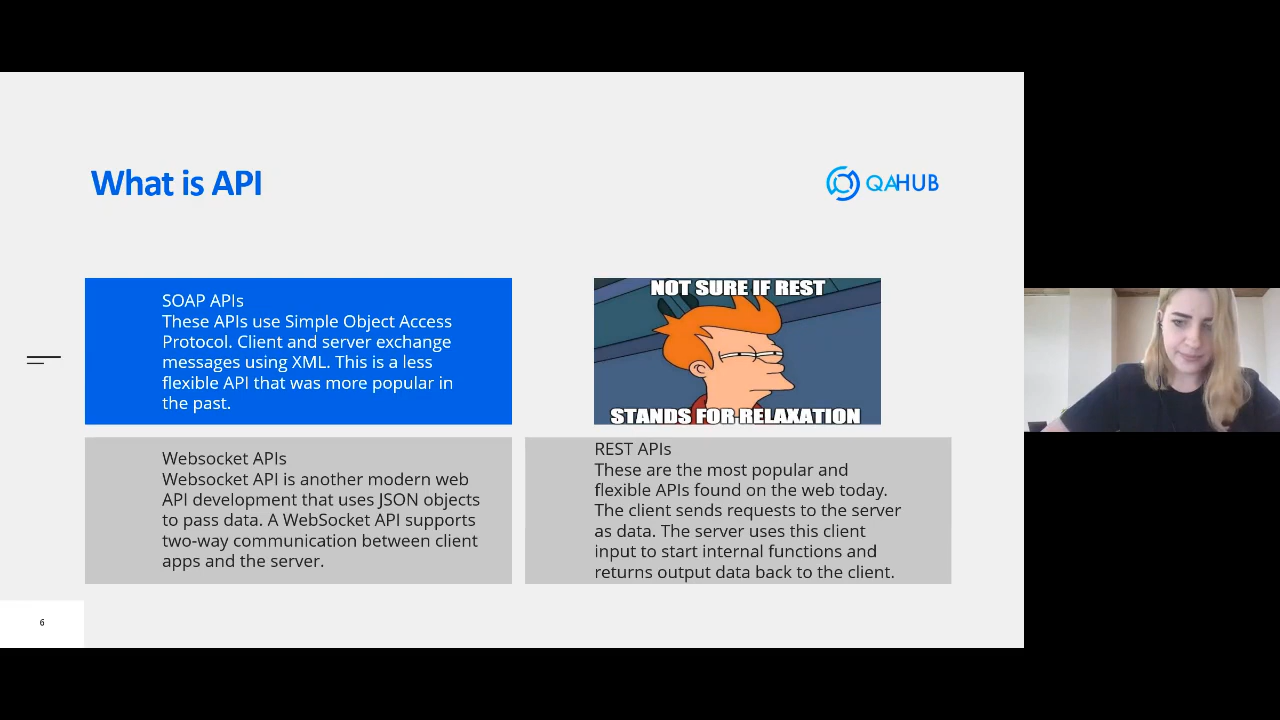 What is API
QAHUB
SOAP APIs
These APIs use Simple Object Access
Protocol. Client and server exchange
messages using XML. This is a less
flexible API that was more popular in
the past.
NOT SURE IF REST
STANDS FOR RELAXATION
Websocket APIs
Websocket API is another modern web
API development that uses JSON objects
to pass data. A WebSocket API supports
two-way communication between client
apps and the server.
REST APIs
These are the most popular and
flexible APIs found on the web today.
The client sends requests to the server
as data. The server uses this client
input to start internal functions and
returns output data back to the client.
6